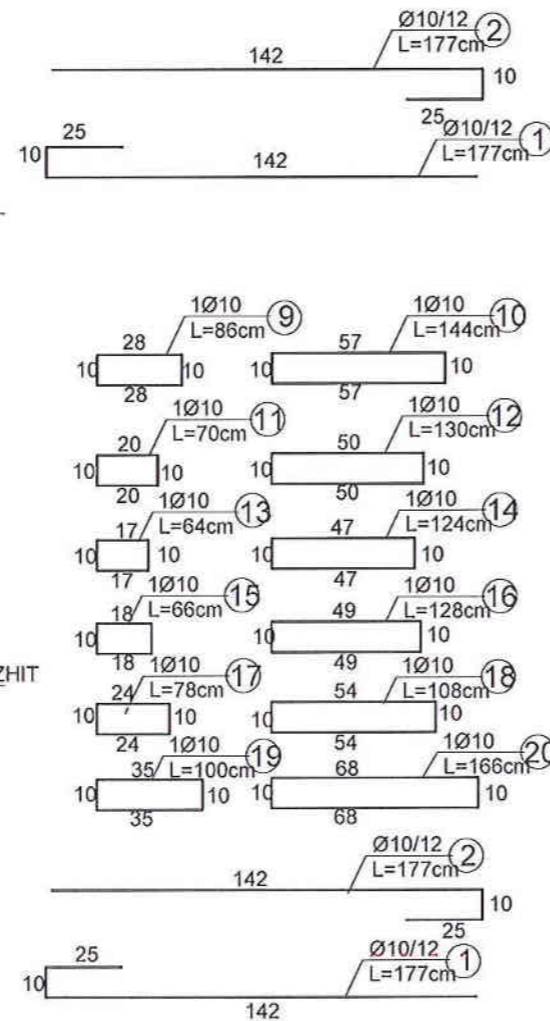 Ø10/12 2
142 L=177cm
10
25
25 Ø10/12 1
10 142 L=177cm
1Ø10 9 1Ø10 10
28 L=86cm 57 L=144cm
10 10 10 10
28 57
1Ø10 11 1Ø10 12
20 L=70cm 50 L=130cm
10 10 10 10
20 50
1Ø10 13 1Ø10 14
17 L=64cm 47 L=124cm
10 10 10 10
17 47
1Ø10 15 1Ø10 16
18 L=66cm 49 L=128cm
10 10 10
18 49
ZHIT
1Ø10 17 1Ø10 18
24 L=78cm 54 L=108cm
10 10 10 10
24 54
1Ø10 19 1Ø10 20
35 L=100cm 68 L=166cm
10 10 10 10
35 68
Ø10/12 2
142 L=177cm
10
25
25 Ø10/12 1
10 L=177cm
142